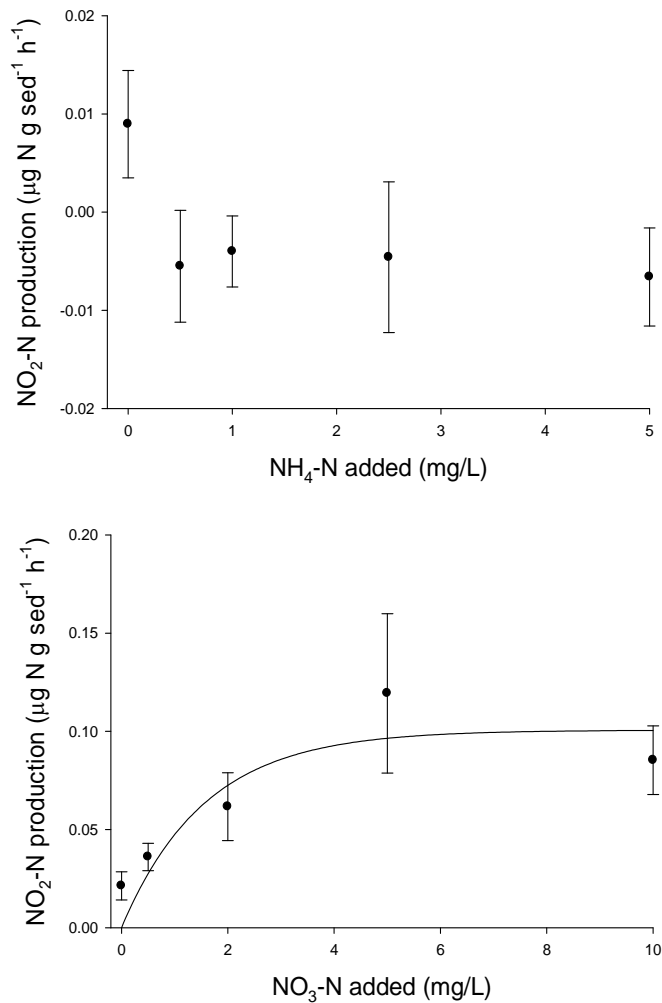 NO₂-N production (µg N g sed⁻¹ h⁻¹)
0.02
0.01
0.00
-0.01
-0.02
0 1 2 3 4 5
NH₄-N added (mg/L)
NO₂-N production (µg N g sed⁻¹ h⁻¹)
0.20
0.15
0.10
0.05
0.00
0 2 4 6 8 10
NO₃-N added (mg/L)